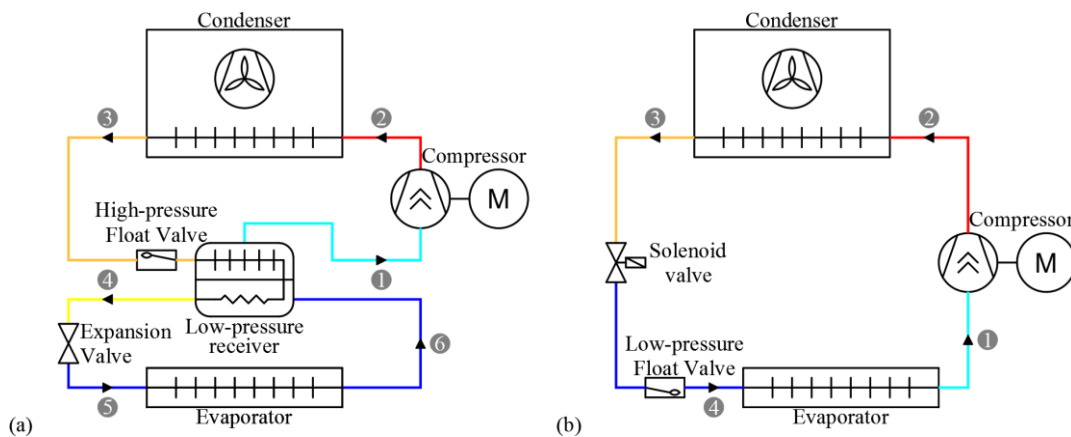 Condenser
3
2
Compressor
M
High-pressure
Float Valve
1
4
Low-pressure
receiver
Expansion
Valve
6
5
Evaporator
(a)
Condenser
3
2
Compressor
M
Solenoid
valve
1
Low-pressure
Float Valve
4
Evaporator
(b)